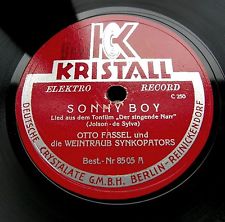 K
KRISTALL
ELEKTRO RECORD
C 250
SONNY BOY
Lied aus dem Tonfilm „Der singende Narr"
(Jolson - de Sylva)
OTTO FASSEL und
die WEINTRAUB SYNKOPATORS
Best.-Nr 8505 A
DEUTSCHE CRYSTALATE G.M.B.H. BERLIN-REINICKENDORF